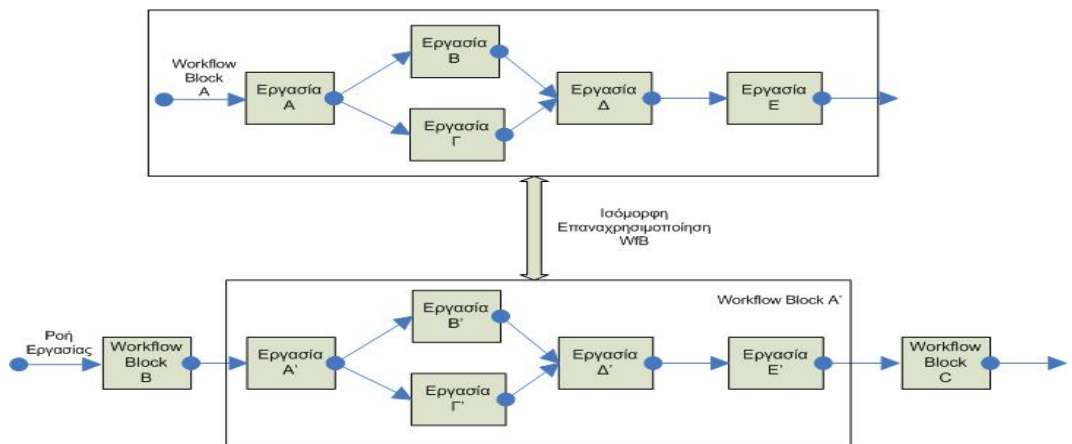 Workflow
Block
A
Εργασία
Α
Εργασία
Β
Εργασία
Γ
Εργασία
Δ
Εργασία
Ε
Ισόμορφη
Επαναχρησιμοποίηση
WfB
Ροή
Εργασίας
Workflow
Block
B
Workflow Block A'
Εργασία
Α'
Εργασία
Β'
Εργασία
Γ'
Εργασία
Δ'
Εργασία
Ε'
Workflow
Block
C